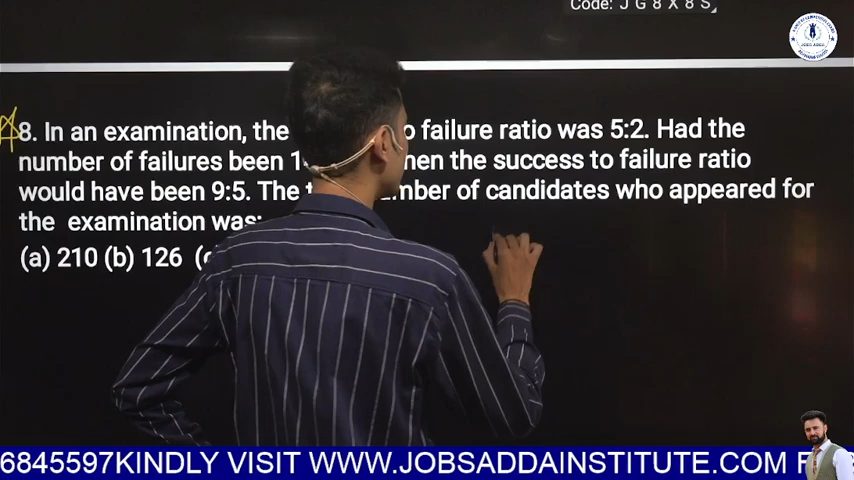 Code: J G 8 X 8 S
8. In an examination, the o failure ratio was 5:2. Had the
number of failures been 1 hen the success to failure ratio
would have been 9:5. The t mber of candidates who appeared for
the examination was:
(a) 210 (b) 126 (c
JOBS ADDA
6845597KINDLY VISIT WWW.JOBSADDAINSTITUTE.COM F